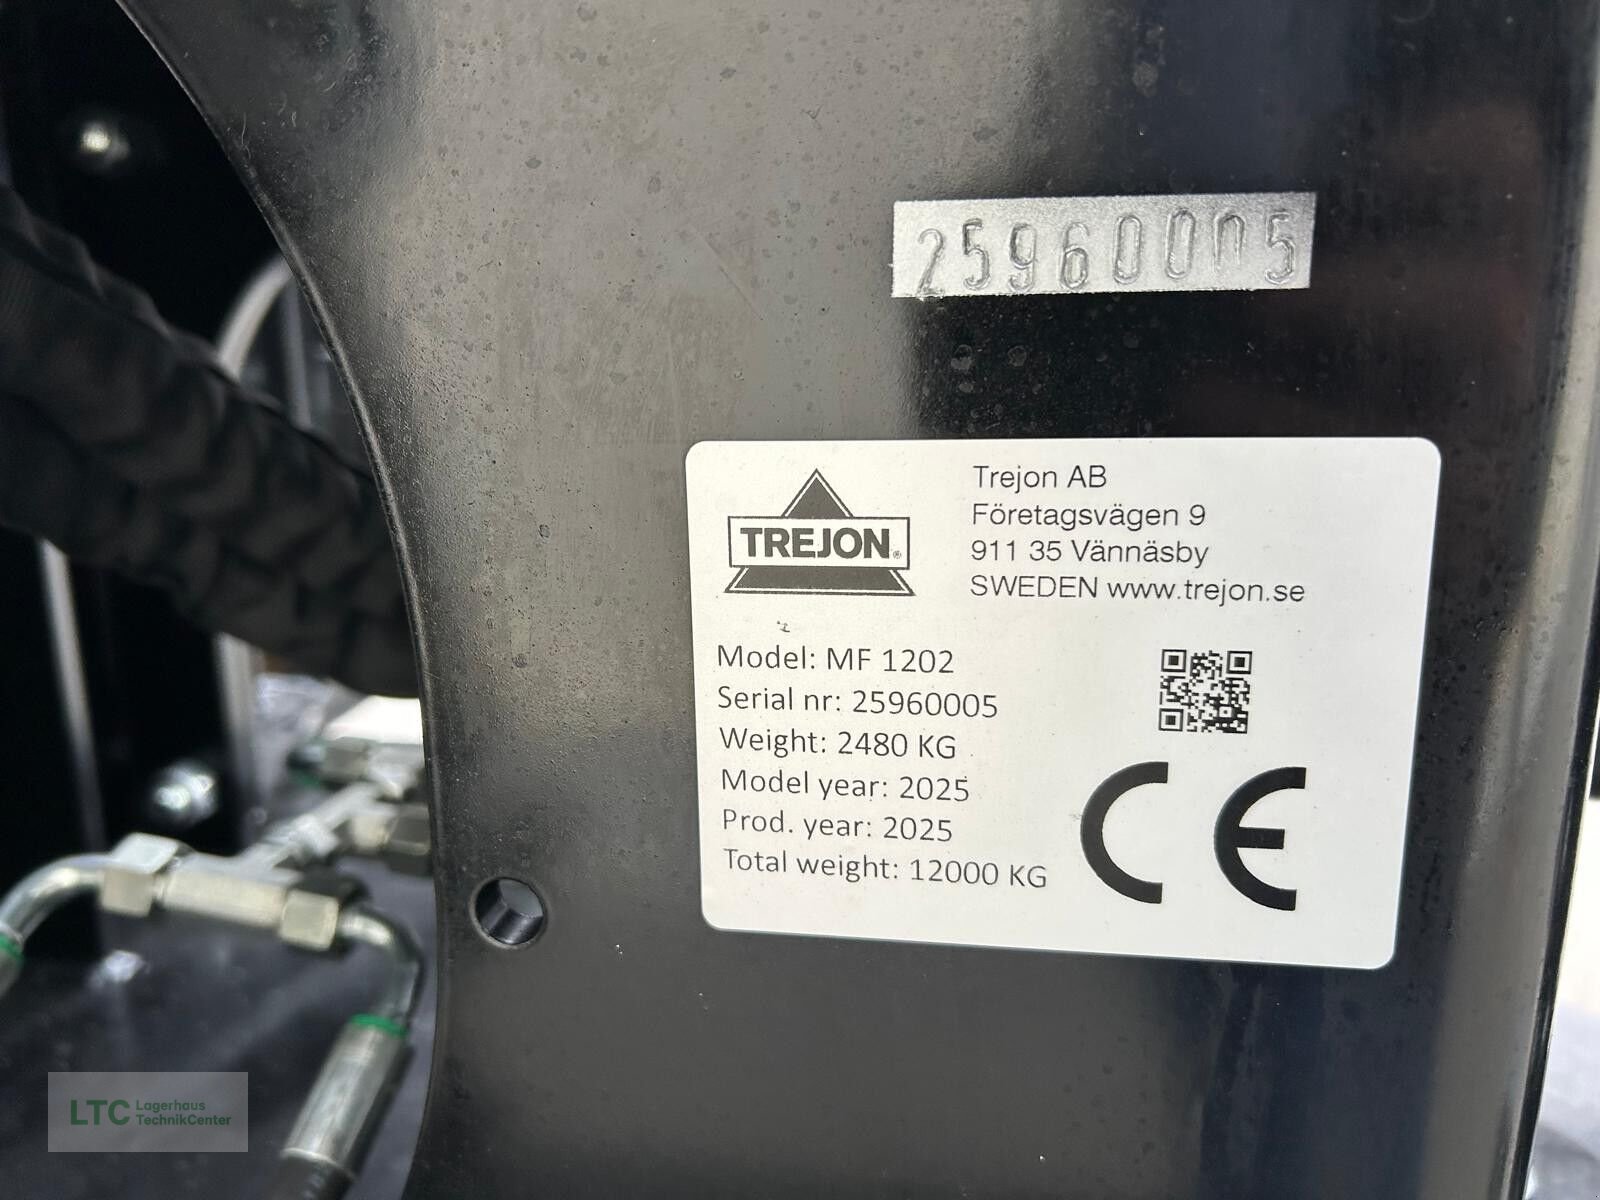 25960005
TREJON®
Trejon AB
Företagsvägen 9
911 35 Vännäsby
SWEDEN www.trejon.se
Model: MF 1202
Serial nr: 25960005
Weight: 2480 KG
Model year: 2025
Prod. year: 2025
Total weight: 12000 KG
CE
LTC Lagerhaus
TechnikCenter